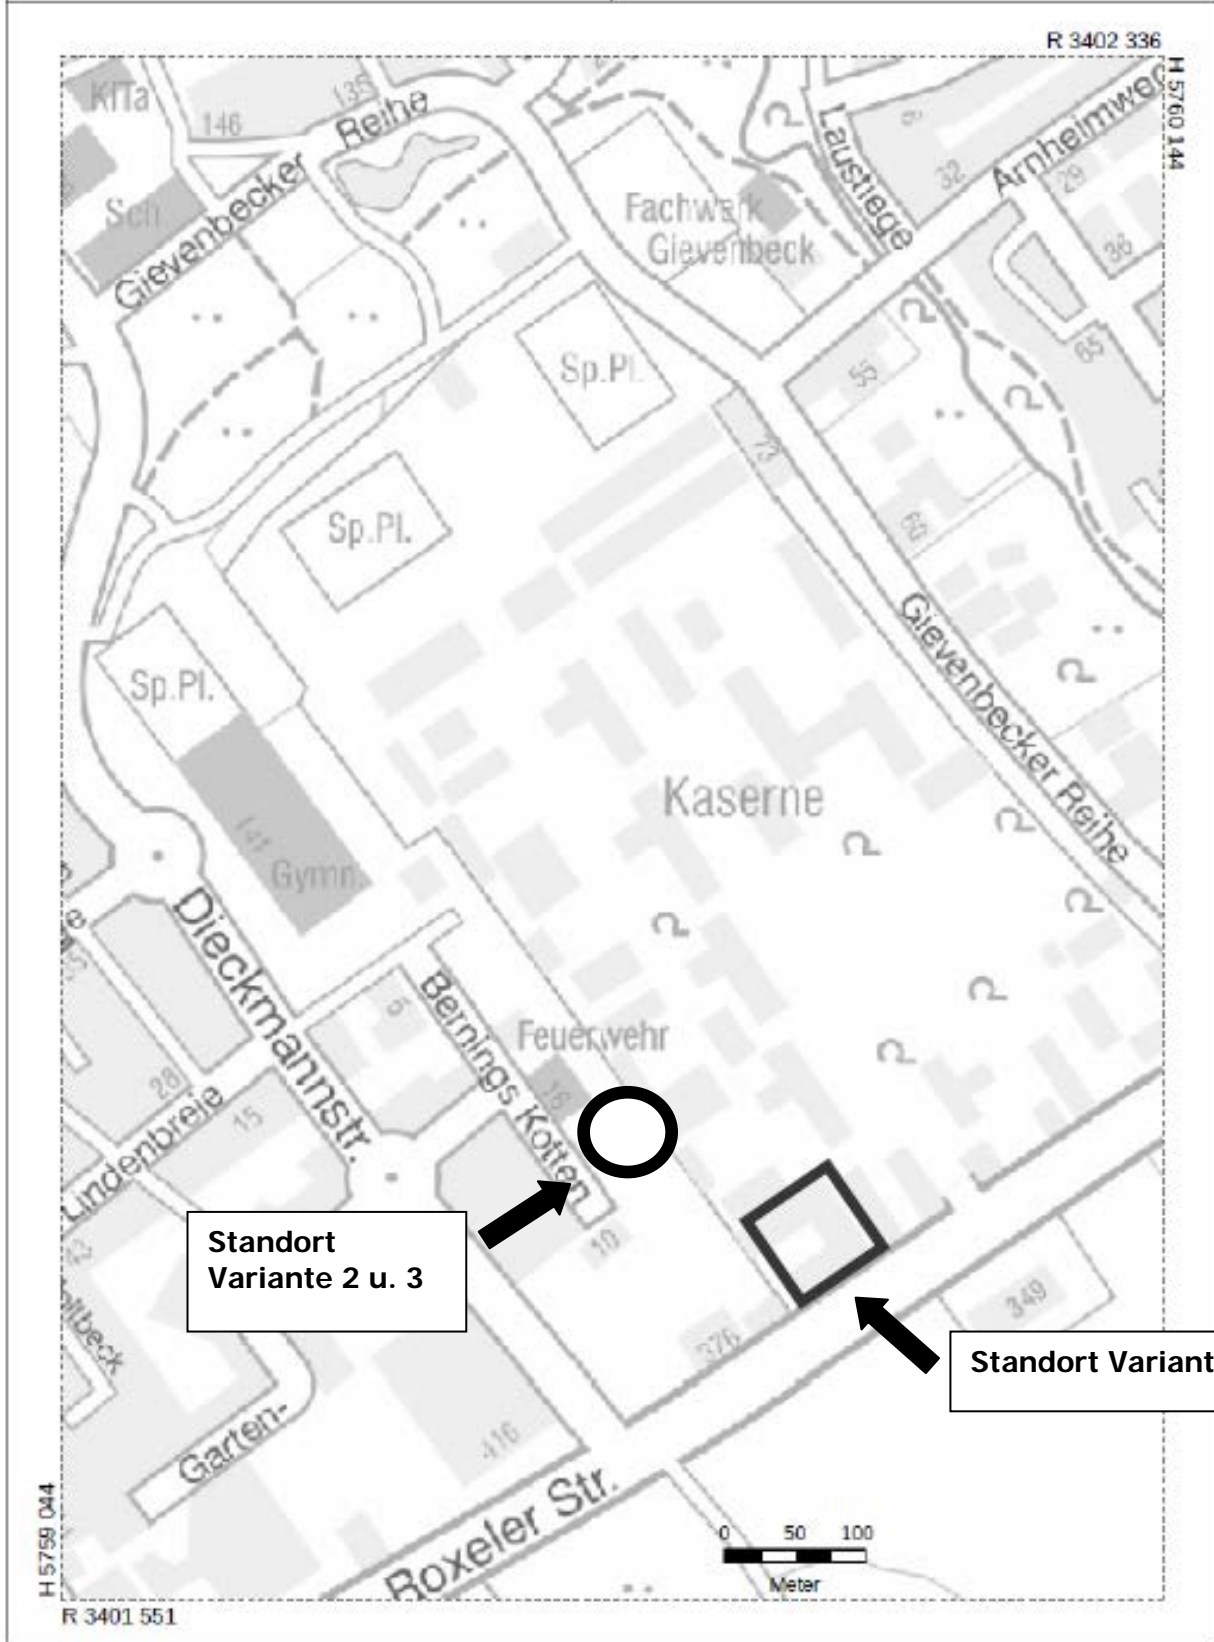 R 3402 336
H 5760 144
KiTa
146
135
Gievenbecker Reihe
Sch
Fachwerk
Gievenbeck
Laustiege
32
Arnheimweg
29
36
Sp.Pl.
55
65
73
Sp.Pl.
60
Sp.Pl.
Gievenbecker Reihe
Kaserne
141
Gymn.
Dieckmannstr.
Bernings Kotten
Feuerwehr
16
28
15
Lindenbreie
43
10
Standort
Variante 2 u. 3
349
376
Standort Variant
Garten-
416
Roxeler Str.
0 50 100
Meter
H 5759 044
R 3401 551